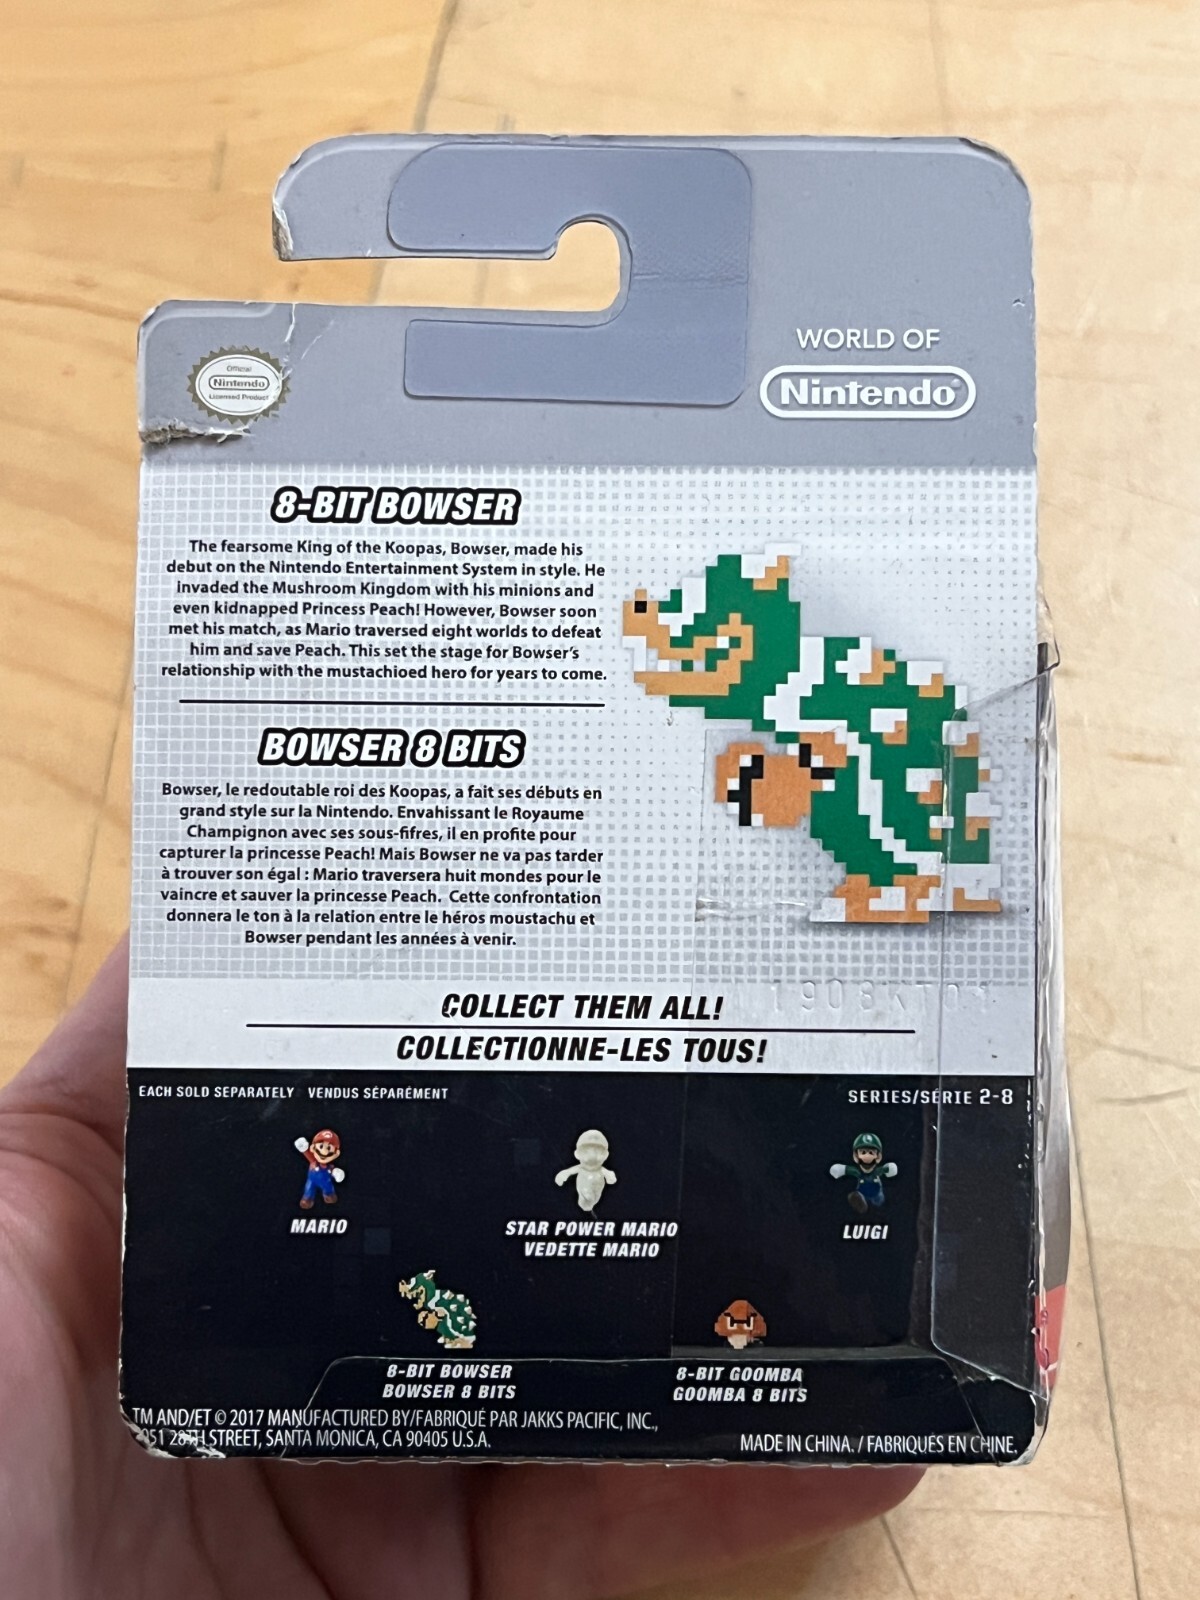 WORLD OF
Nintendo
Official
Nintendo
Licensed Product
8-BIT BOWSER
The fearsome King of the Koopas, Bowser, made his
debut on the Nintendo Entertainment System in style. He
invaded the Mushroom Kingdom with his minions and
even kidnapped Princess Peach! However, Bowser soon
met his match, as Mario traversed eight worlds to defeat
him and save Peach. This set the stage for Bowser's
relationship with the mustachioed hero for years to come.
BOWSER 8 BITS
Bowser, le redoutable roi des Koopas, a fait ses débuts en
grand style sur la Nintendo. Envahissant le Royaume
Champignon avec ses sous-fifres, il en profite pour
capturer la princesse Peach! Mais Bowser ne va pas tarder
à trouver son égal : Mario traversera huit mondes pour le
vaincre et sauver la princesse Peach. Cette confrontation
donnera le ton à la relation entre le héros moustachu et
Bowser pendant les années à venir.
1908KT01
COLLECT THEM ALL!
COLLECTIONNE-LES TOUS!
EACH SOLD SEPARATELY VENDUS SÉPARÉMENT
SERIES/SÉRIE 2-8
MARIO
STAR POWER MARIO
VEDETTE MARIO
LUIGI
8-BIT BOWSER
BOWSER 8 BITS
8-BIT GOOMBA
GOOMBA 8 BITS
TM AND/ET © 2017 MANUFACTURED BY/FABRIQUÉ PAR JAKKS PACIFIC, INC.,
28TH STREET, SANTA MONICA, CA 90405 U.S.A.
MADE IN CHINA. / FABRIQUÉS EN CHINE.